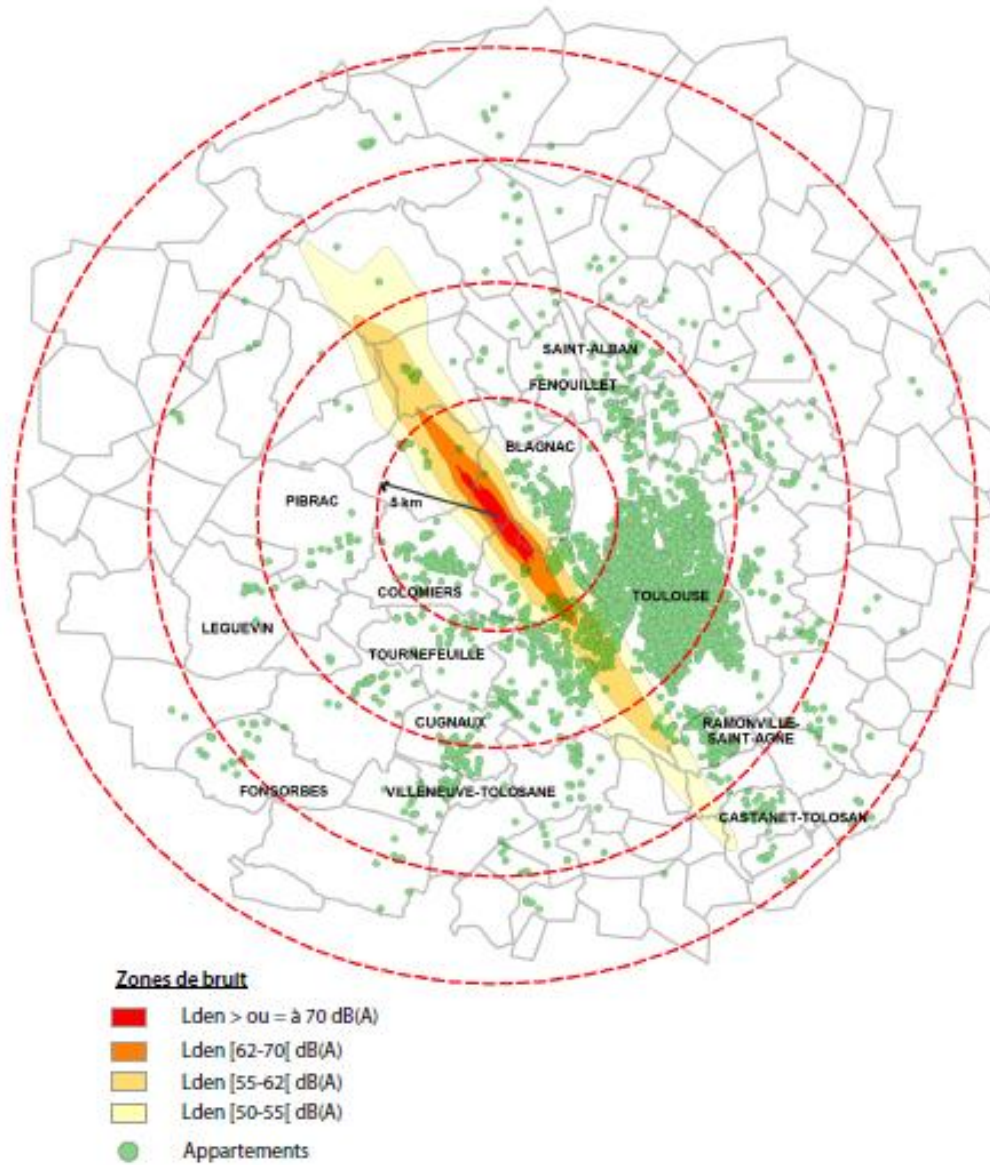 SAINT-ALBAN
FENOUILLET
BLAGNAC
PIBRAC
5 km
COLOMIERS
TOULOUSE
LEGUEVIN
TOURNEFEUILLE
CUGNAUX
RAMONVILLE-
SAINT-AGNE
FONSORBES
VILLENEUVE-TOLOSANE
CASTANET-TOLOSAN
Zones de bruit
Lden > ou = à 70 dB(A)
Lden [62-70[ dB(A)
Lden [55-62[ dB(A)
Lden [50-55[ dB(A)
Appartements